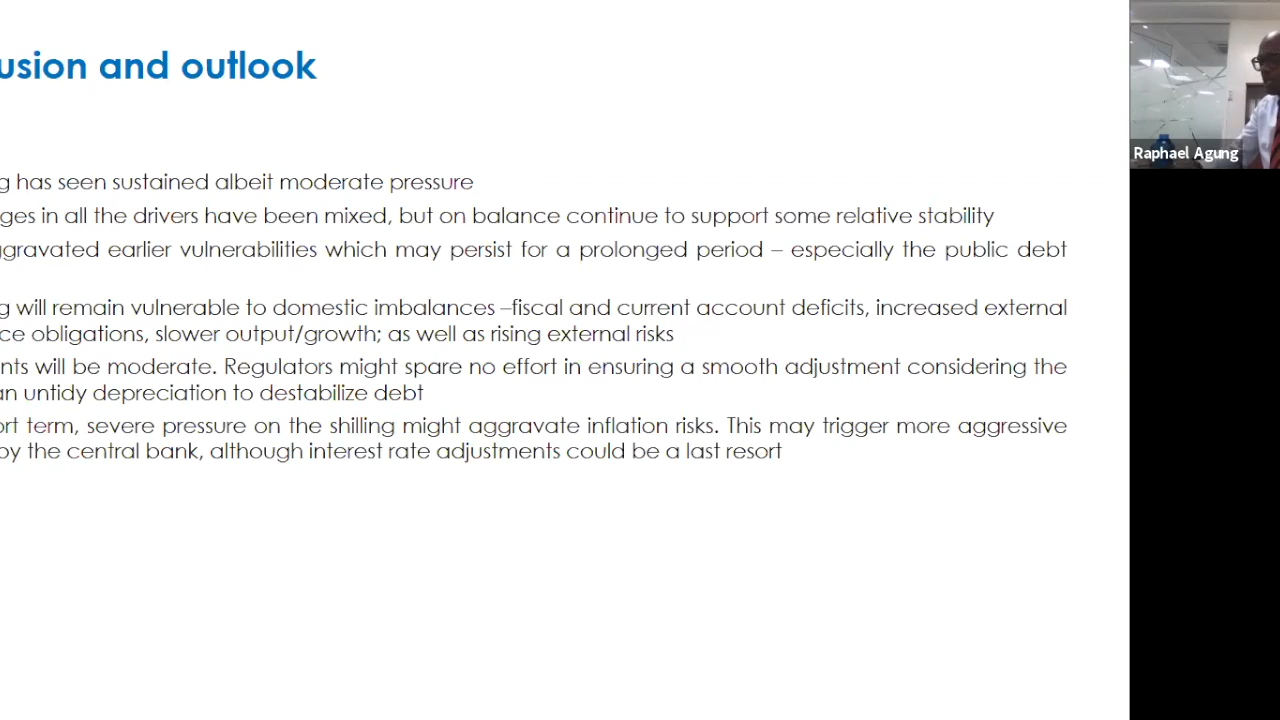 usion and outlook
g has seen sustained albeit moderate pressure
ges in all the drivers have been mixed, but on balance continue to support some relative stability
ggravated earlier vulnerabilities which may persist for a prolonged period – especially the public debt
g will remain vulnerable to domestic imbalances –fiscal and current account deficits, increased external
ce obligations, slower output/growth; as well as rising external risks
nts will be moderate. Regulators might spare no effort in ensuring a smooth adjustment considering the
an untidy depreciation to destabilize debt
ort term, severe pressure on the shilling might aggravate inflation risks. This may trigger more aggressive
by the central bank, although interest rate adjustments could be a last resort
Raphael Agung